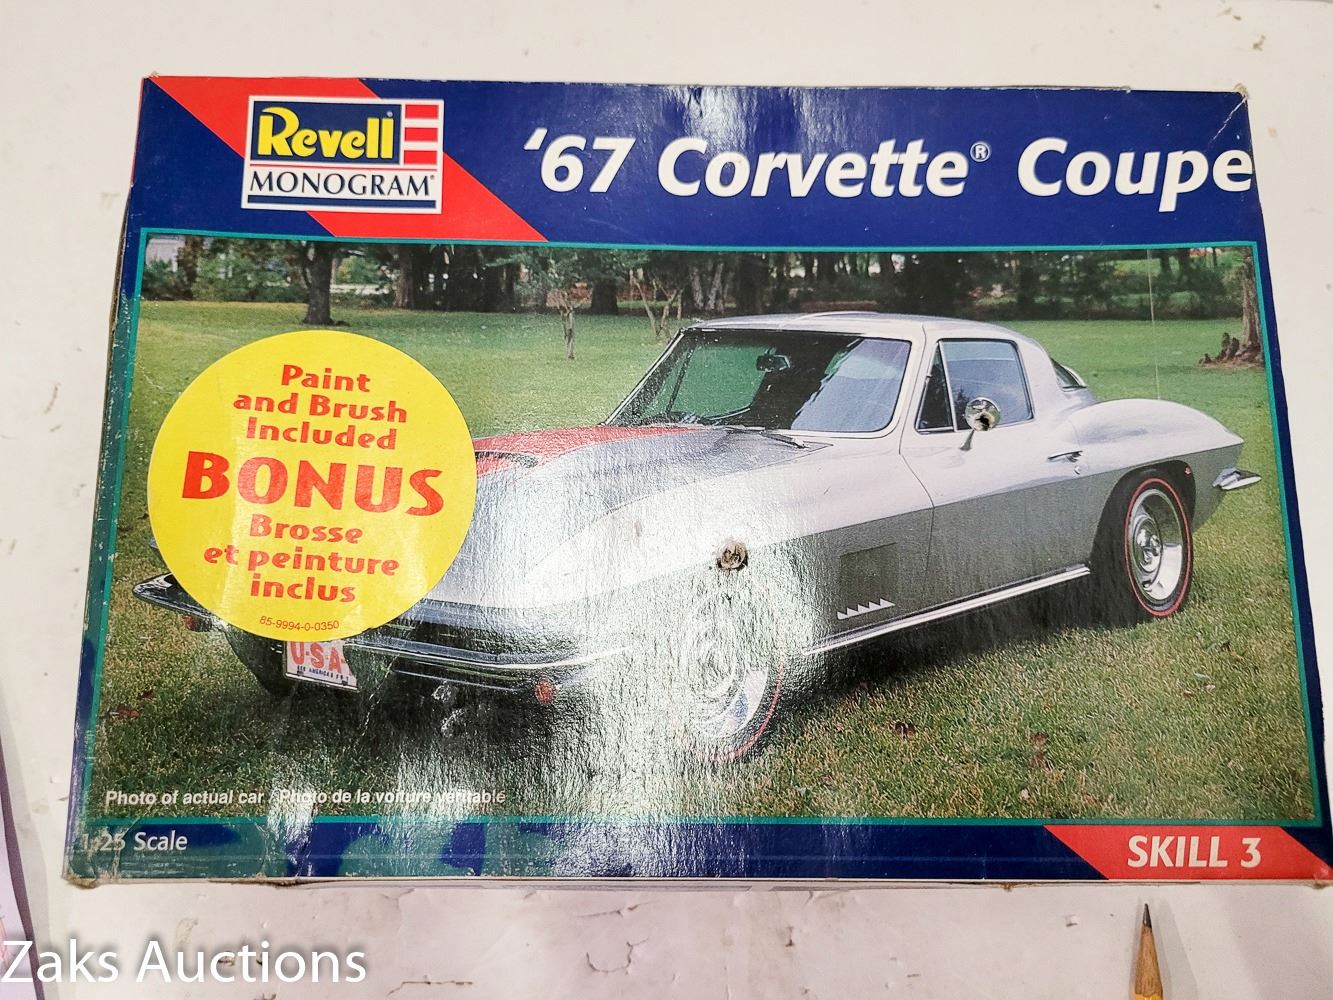 Revell
MONOGRAM®
'67 Corvette® Coupe
Paint
and Brush
Included
BONUS
Brosse
et peinture
inclus
85-9994-0-0350
U·S·A·1
Photo of actual car / Photo de la voiture véritable
1:25 Scale
SKILL 3
Zaks Auctions